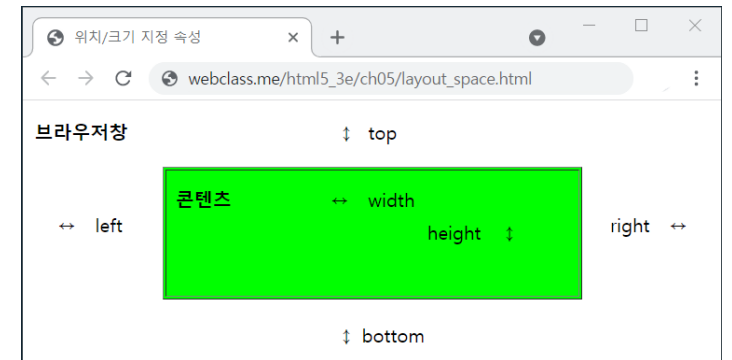 위치/크기 지정 속성
webclass.me/html5_3e/ch05/layout_space.html
브라우저창 ↕ top
콘텐츠 ↔ width
↔ left height ↕ right ↔
↕ bottom